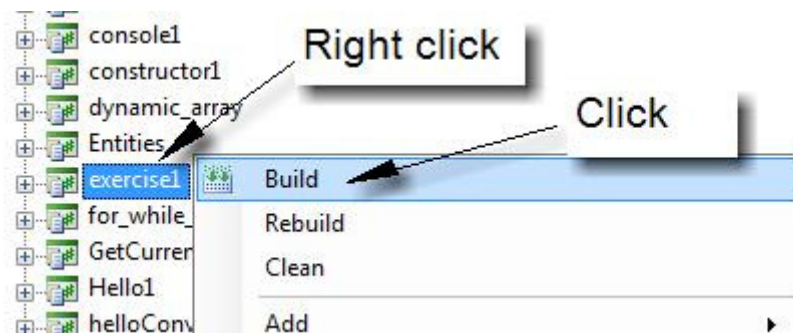 console1
Right click
constructor1
dynamic_array
Click
Entities
exercise1
Build
for_while_
Rebuild
GetCurren
Clean
Hello1
helloConv
Add